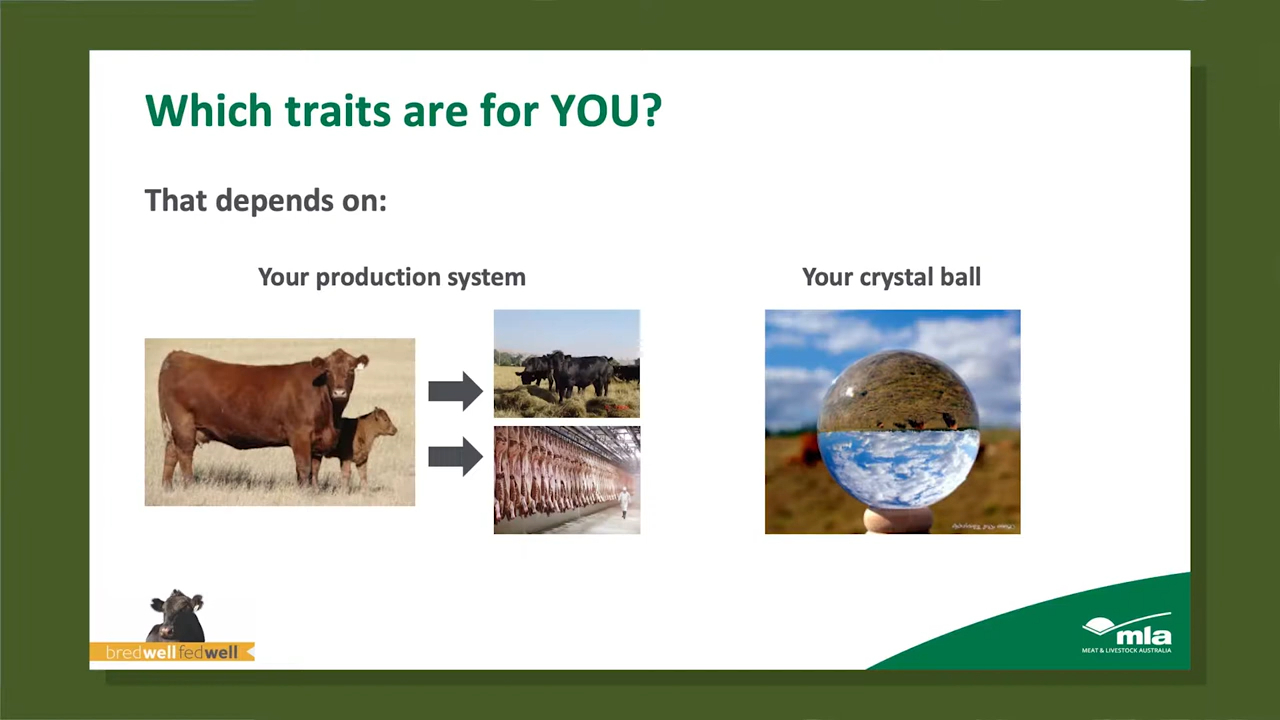 Which traits are for YOU?
That depends on:
Your production system
Your crystal ball
bredwellfedwell
mla
MEAT & LIVESTOCK AUSTRALIA